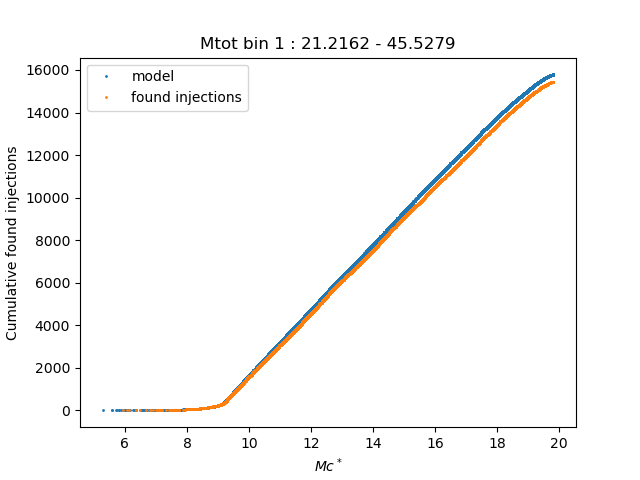 Mtot bin 1 : 21.2162 - 45.5279
model
found injections
Cumulative found injections
16000
14000
12000
10000
8000
6000
4000
2000
0
6 8 10 12 14 16 18 20
Mc*